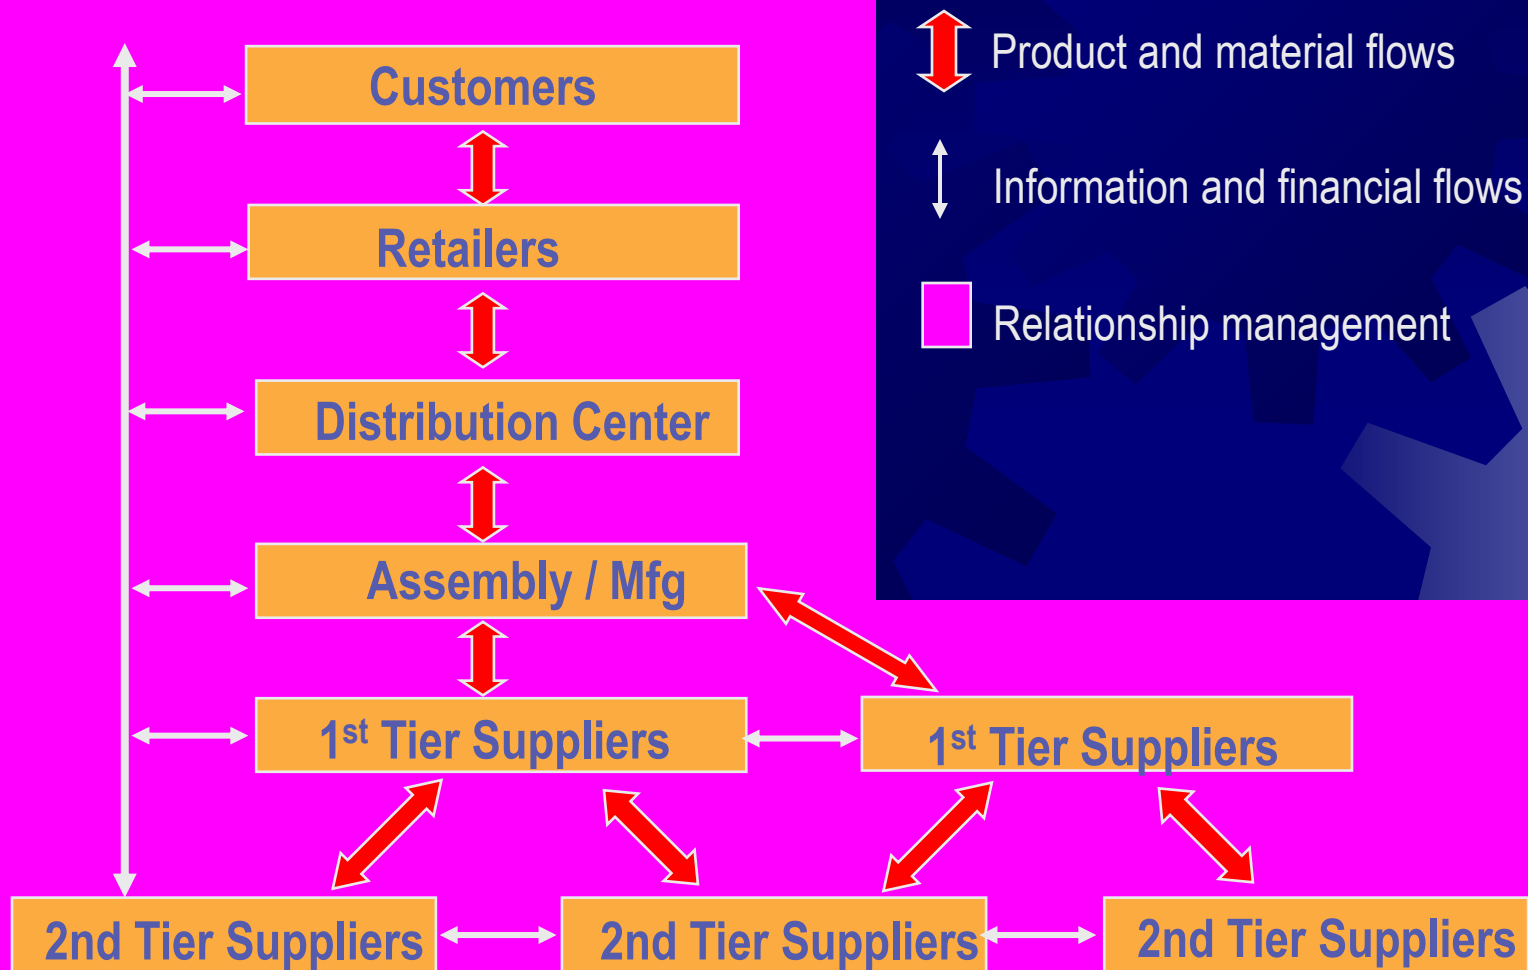 Product and material flows
Customers
Information and financial flows
Retailers
Relationship management
Distribution Center
Assembly / Mfg
1st Tier Suppliers
1st Tier Suppliers
2nd Tier Suppliers
2nd Tier Suppliers
2nd Tier Suppliers